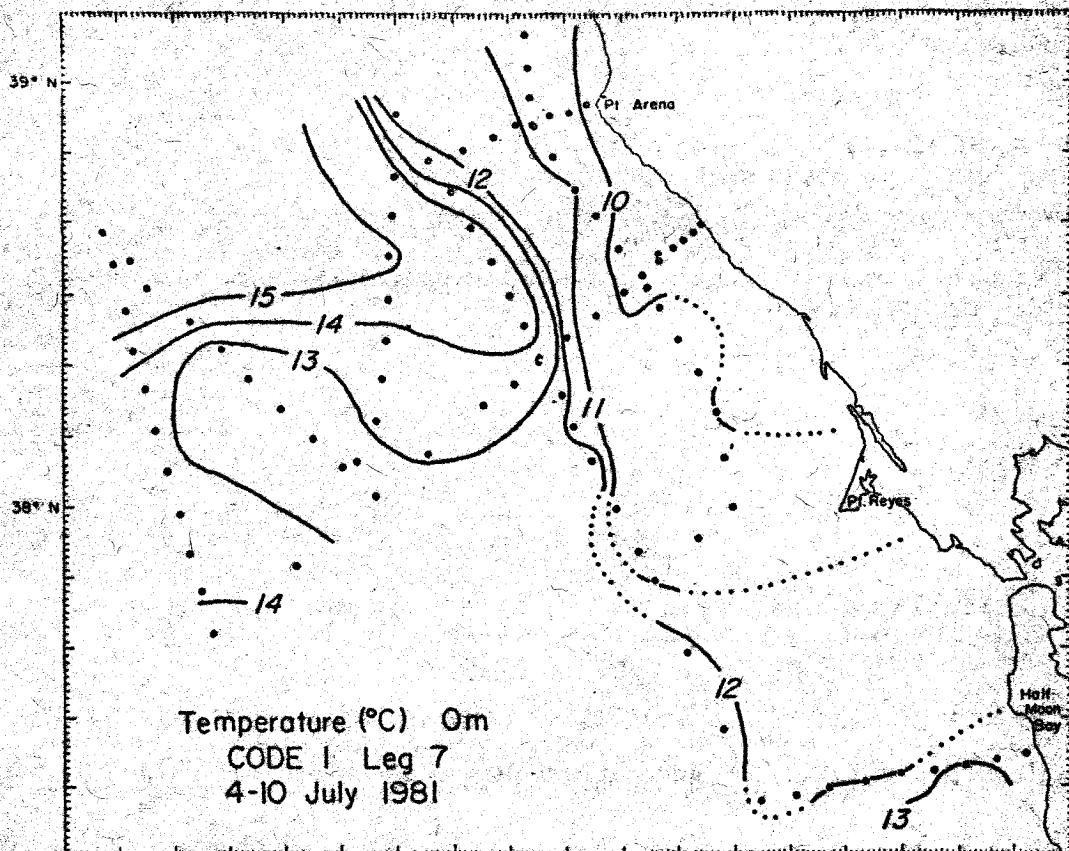 39° N
Pt. Arena
12
10
15
14
13
11
38° N
Pt. Reyes
14
12
Half-
Moon
Bay
Temperature (°C) 0m
CODE 1 Leg 7
4-10 July 1981
13